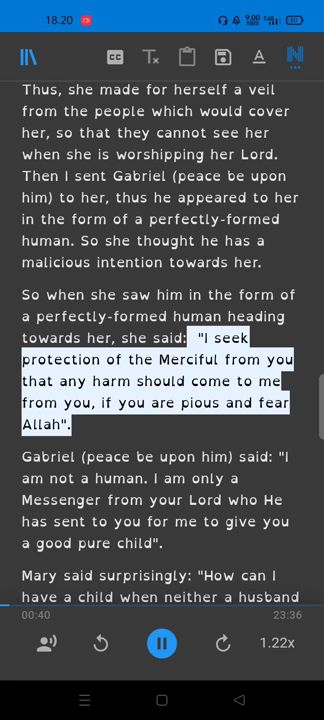 18.20
9,00 KB/S
30
CC
Thus, she made for herself a veil
from the people which would cover
her, so that they cannot see her
when she is worshipping her Lord.
Then I sent Gabriel (peace be upon
him) to her, thus he appeared to her
in the form of a perfectly-formed
human. So she thought he has a
malicious intention towards her.
So when she saw him in the form of
a perfectly-formed human heading
towards her, she said: "I seek
protection of the Merciful from you
that any harm should come to me
from you, if you are pious and fear
Allah".
Gabriel (peace be upon him) said: "I
am not a human. I am only a
Messenger from your Lord who He
has sent to you for me to give you
a good pure child".
Mary said surprisingly: "How can I
have a child when neither a husband
00:40
23:36
1.22x